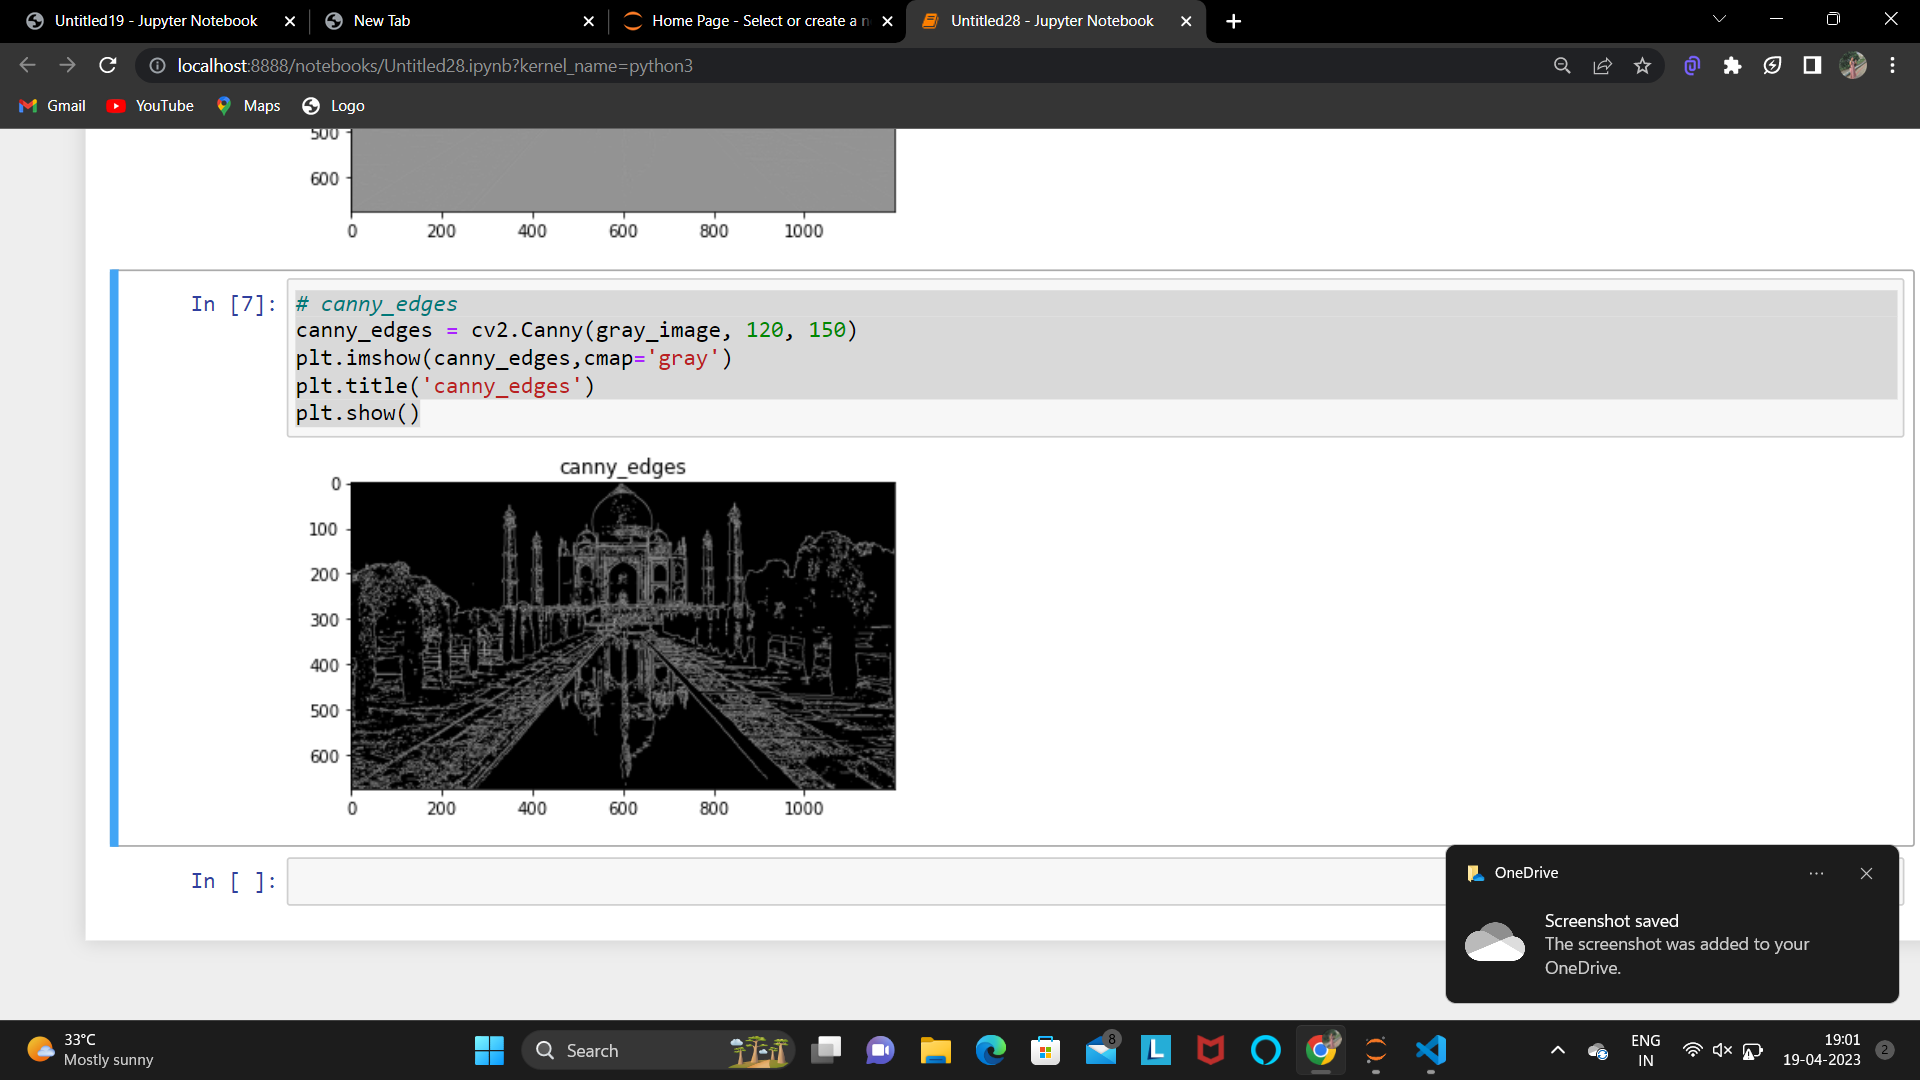 Untitled19 - Jupyter Notebook
New Tab
Home Page - Select or create a n
Untitled28 - Jupyter Notebook
localhost:8888/notebooks/Untitled28.ipynb?kernel_name=python3
Gmail
YouTube
Maps
Logo
500
600
0 200 400 600 800 1000
In [7]:
# canny_edges
canny_edges = cv2.Canny(gray_image, 120, 150)
plt.imshow(canny_edges,cmap='gray')
plt.title('canny_edges')
plt.show()
canny_edges
0
100
200
300
400
500
600
0 200 400 600 800 1000
In [ ]:
OneDrive
Screenshot saved
The screenshot was added to your
OneDrive.
33°C
Mostly sunny
Search
8
L
ENG
IN
19:01
19-04-2023
2